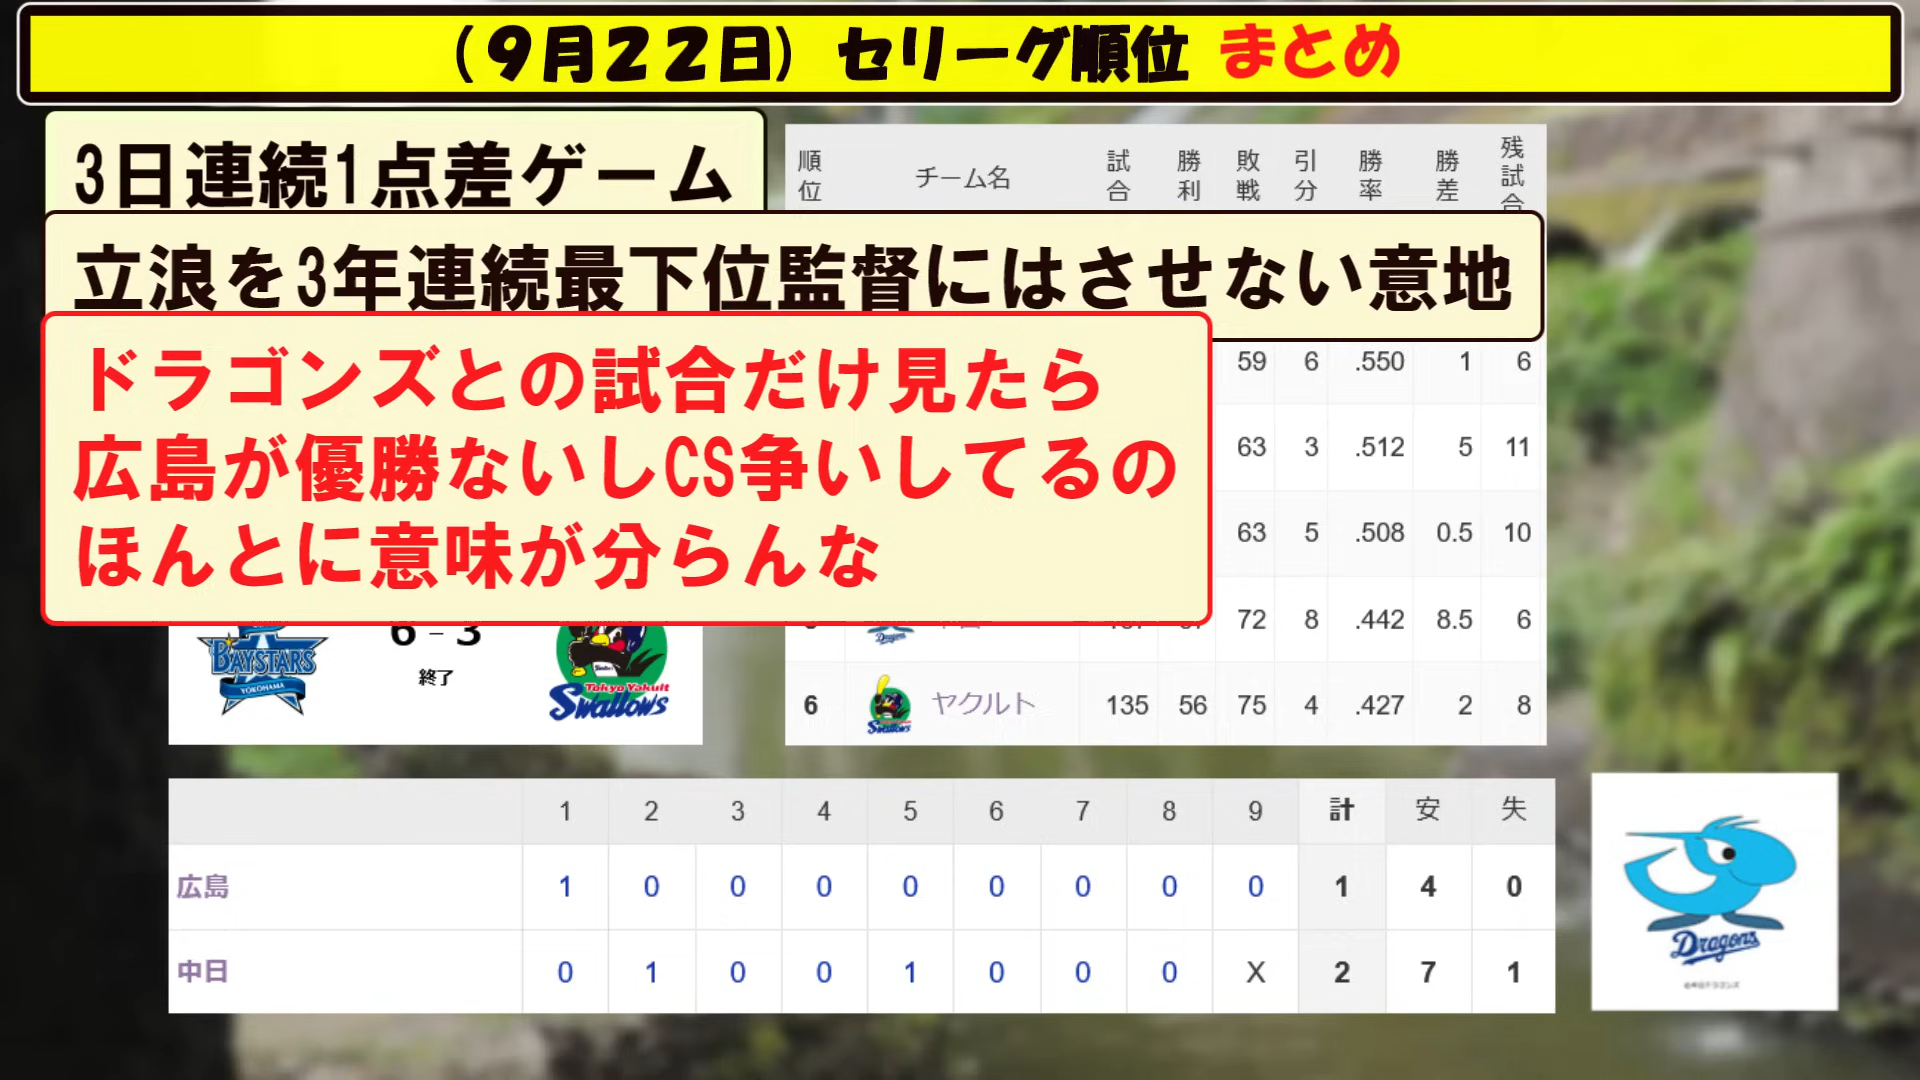 (9月22日) セリーグ順位 まとめ
3日連続1点差ゲーム
立浪を3年連続最下位監督にはさせない意地
ドラゴンズとの試合だけ見たら
広島が優勝ないしCS争いしてるの
ほんとに意味が分らんな
順位 チーム名 試合 勝利 敗戦 引分 勝率 勝差 残試合
59 6 .550 1 6
63 3 .512 5 11
63 5 .508 0.5 10
Dragons 72 8 .442 8.5 6
6 ヤクルト 135 56 75 4 .427 2 8
BAYSTARS
YOKOHAMA
6 - 3
終了
Tokyo Yakult
Swallows
1 2 3 4 5 6 7 8 9 計 安 失
広島 1 0 0 0 0 0 0 0 0 1 4 0
中日 0 1 0 0 1 0 0 0 X 2 7 1
Dragons